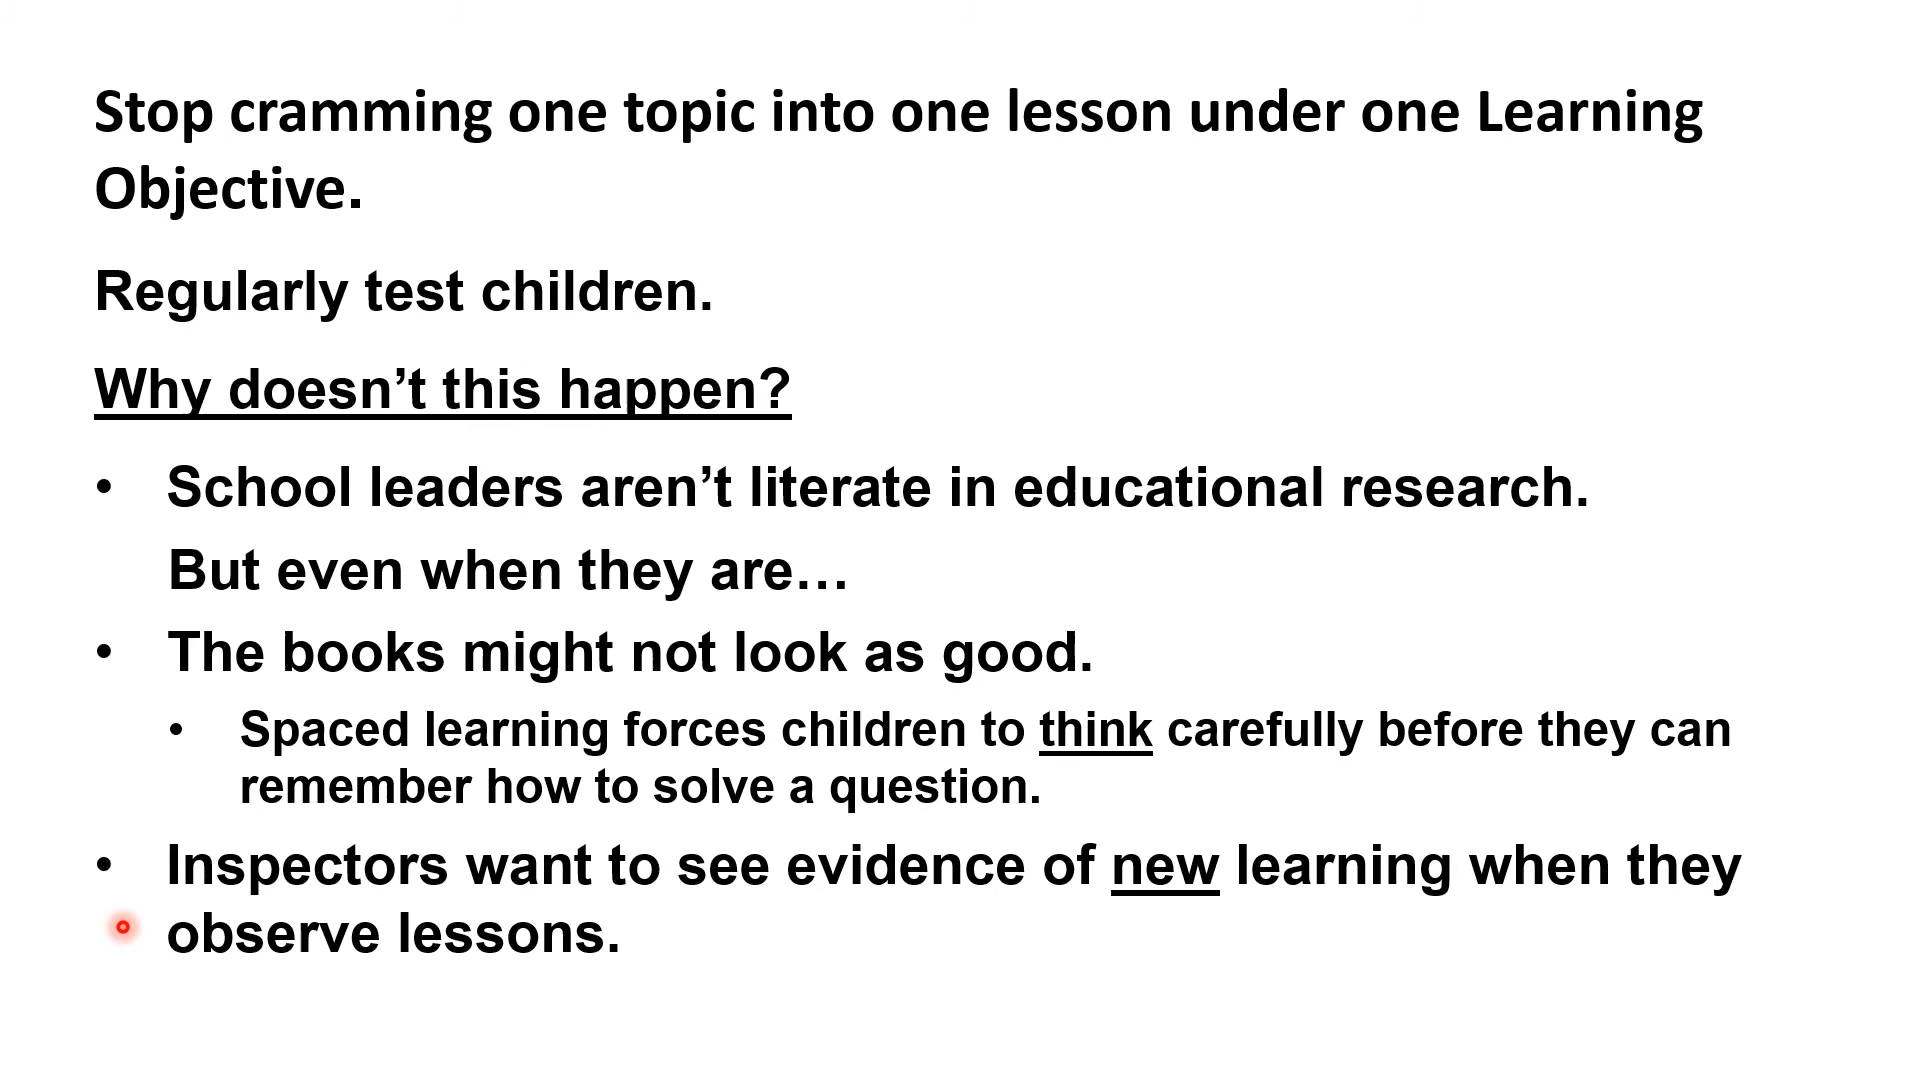 Stop cramming one topic into one lesson under one Learning
Objective.
Regularly test children.
Why doesn’t this happen?
• School leaders aren’t literate in educational research.
But even when they are…
• The books might not look as good.
• Spaced learning forces children to think carefully before they can
remember how to solve a question.
• Inspectors want to see evidence of new learning when they
observe lessons.